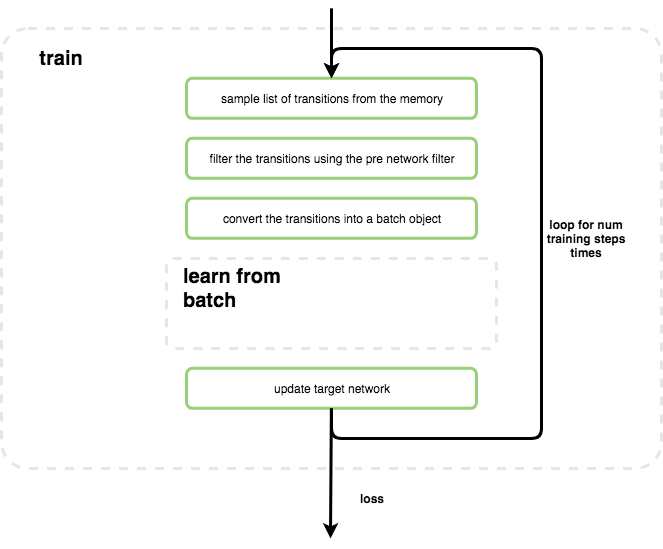 train
sample list of transitions from the memory
filter the transitions using the pre network filter
convert the transitions into a batch object
loop for num
training steps
times
learn from
batch
update target network
loss